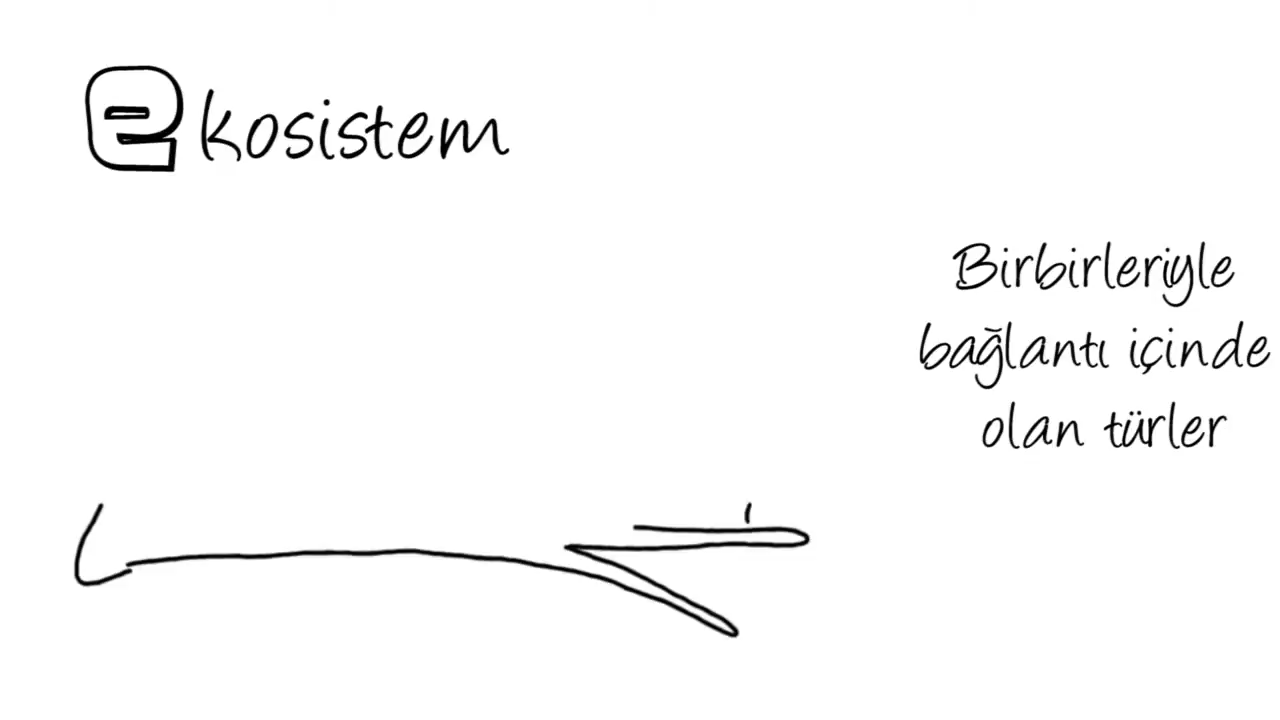 ekosistem
Birbirleriyle
bağlantı içinde
olan türler